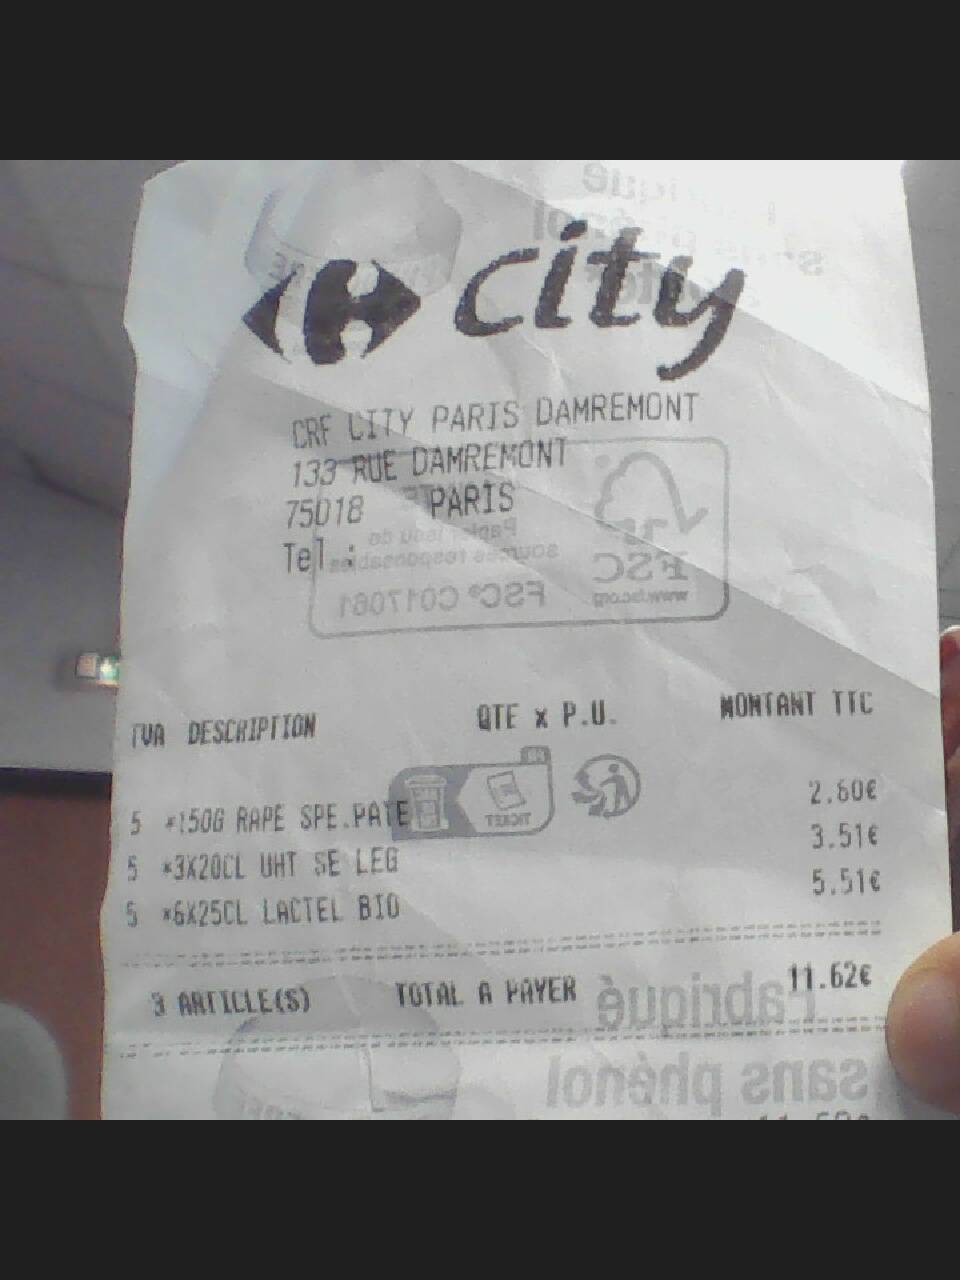 city
CRF CITY PARIS DAMREMONT
133 RUE DAMREMONT
75018 PARIS
Tel :
Papier issu de
sources responsables
FSC® C017061
FSC
www.fsc.org
TVA DESCRIPTION QTE x P.U. MONTANT TTC
5 *150G RAPE SPE.PATE 2.60€
5 *3X20CL UHT SE LEG 3.51€
5 *6X25CL LACTEL BIO 5.51€
FR
TICKET
3 ARTICLE(S) TOTAL A PAYER 11.62€
Fabriqué
sans phénol